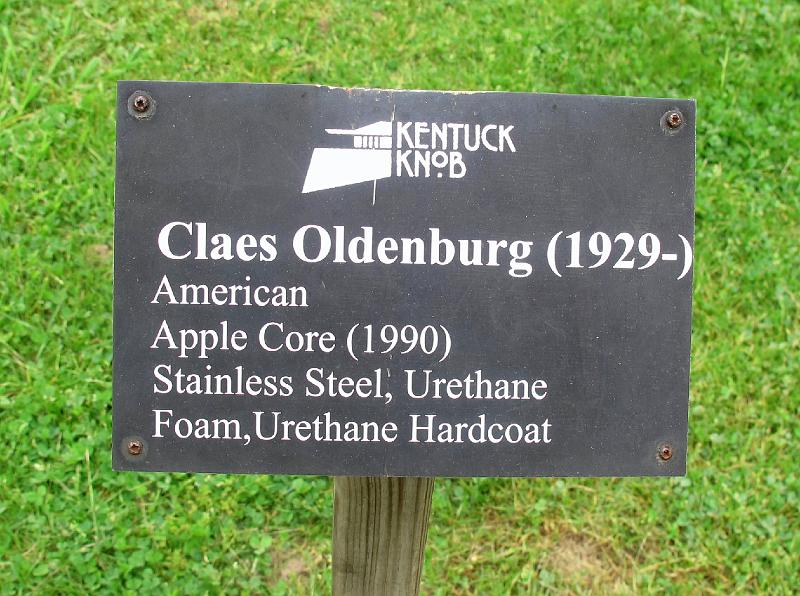 KENTUCK
KNOB
Claes Oldenburg (1929-)
American
Apple Core (1990)
Stainless Steel, Urethane
Foam,Urethane Hardcoat